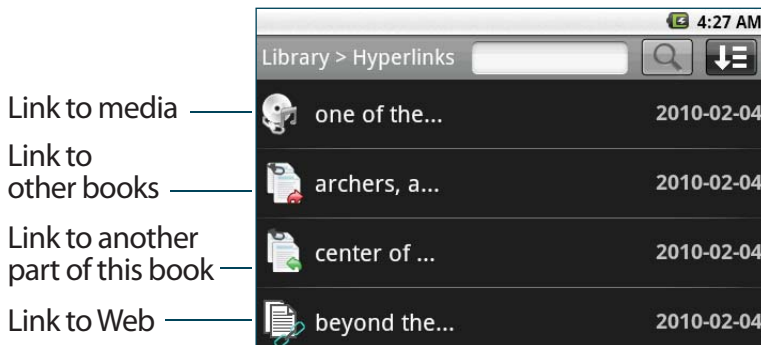 4:27 AM
Library > Hyperlinks
Link to media
one of the...
2010-02-04
Link to
other books
archers, a...
2010-02-04
Link to another
part of this book
center of ...
2010-02-04
Link to Web
beyond the...
2010-02-04